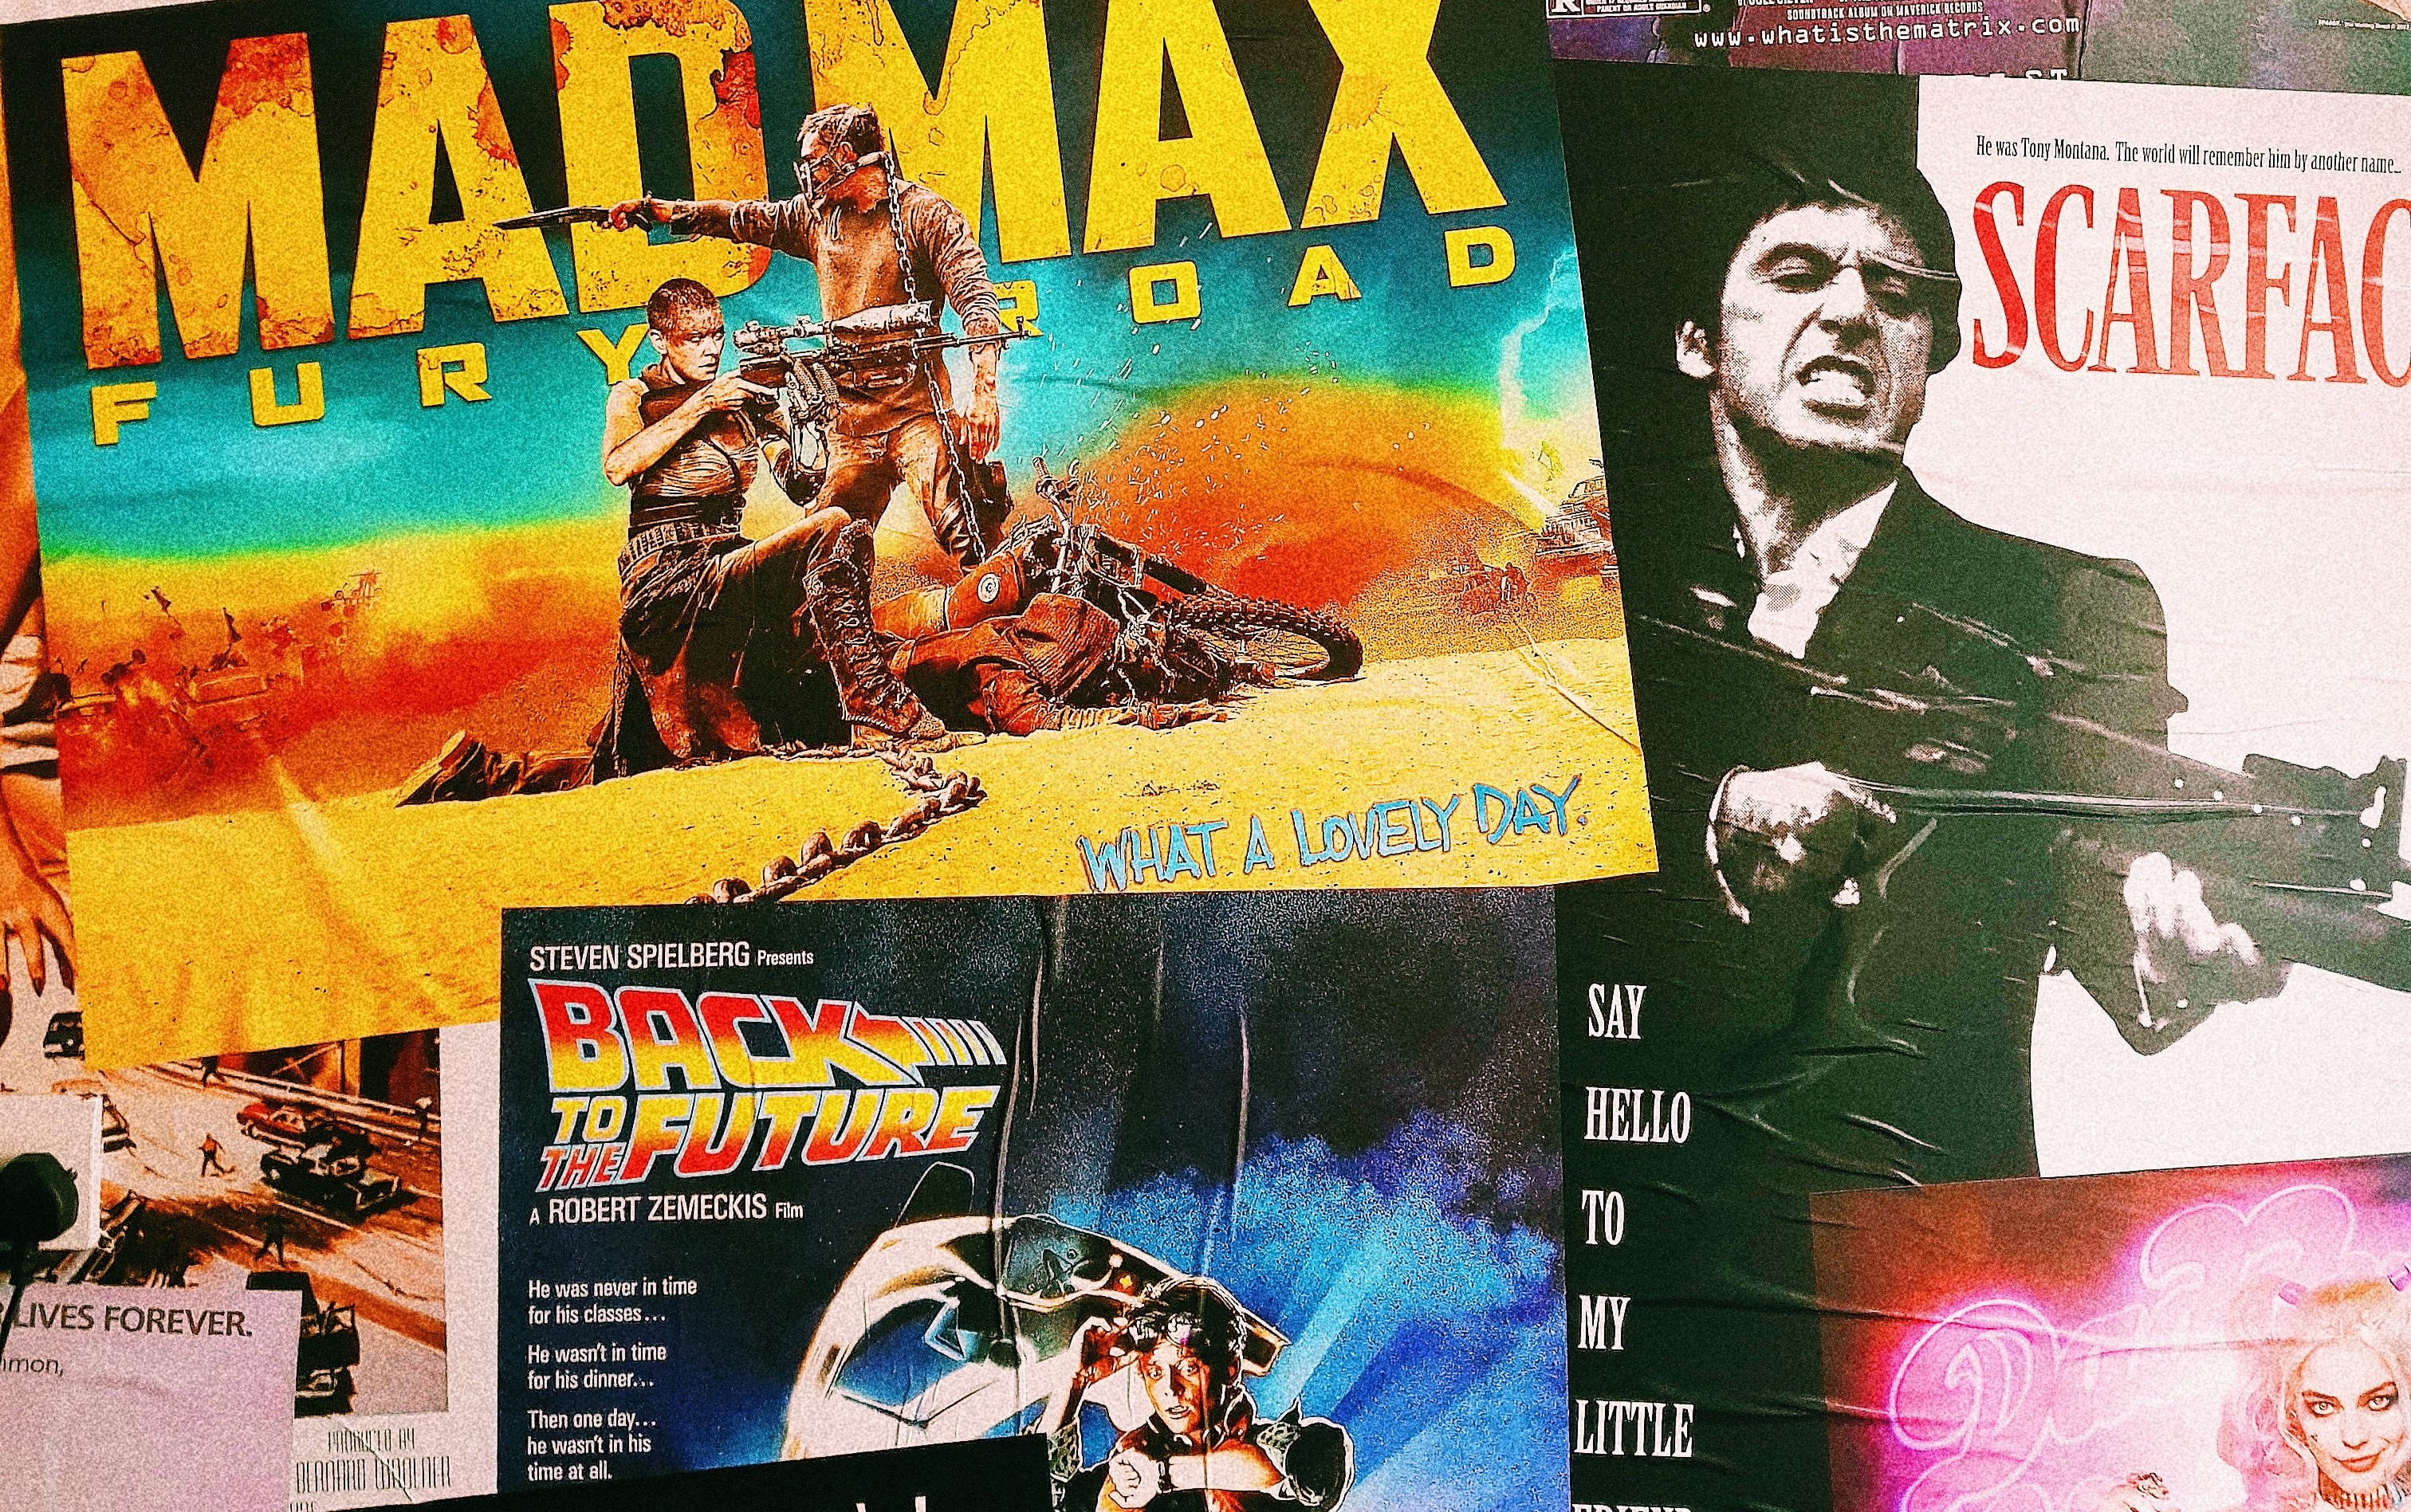 MAD MAX
FURY ROAD
WHAT A LOVELY DAY.
SOUNDTRACK ALBUM ON MAVERICK RECORDS
www.whatisthematrix.com
He was Tony Montana. The world will remember him by another name...
SCARFAC
SAY
HELLO
TO
MY
LITTLE
STEVEN SPIELBERG Presents
BACK
TO THE FUTURE
A ROBERT ZEMECKIS Film
He was never in time
for his classes...
He wasn't in time
for his dinner...
Then one day...
he wasn't in his
time at all.
LIVES FOREVER.
mon,
PRODUCED BY